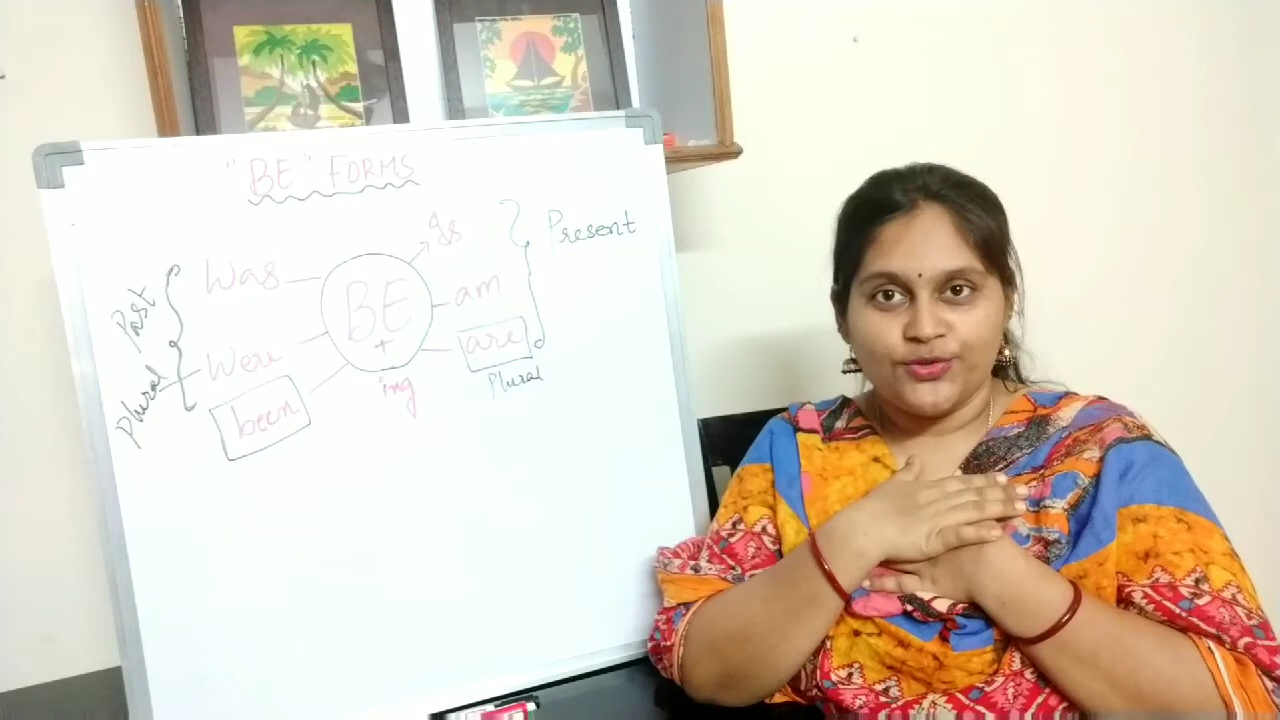 "BE" FORMS
Is
Present
Was
BE
am
Past
+
are
Were
ing
Plural
Plural
been